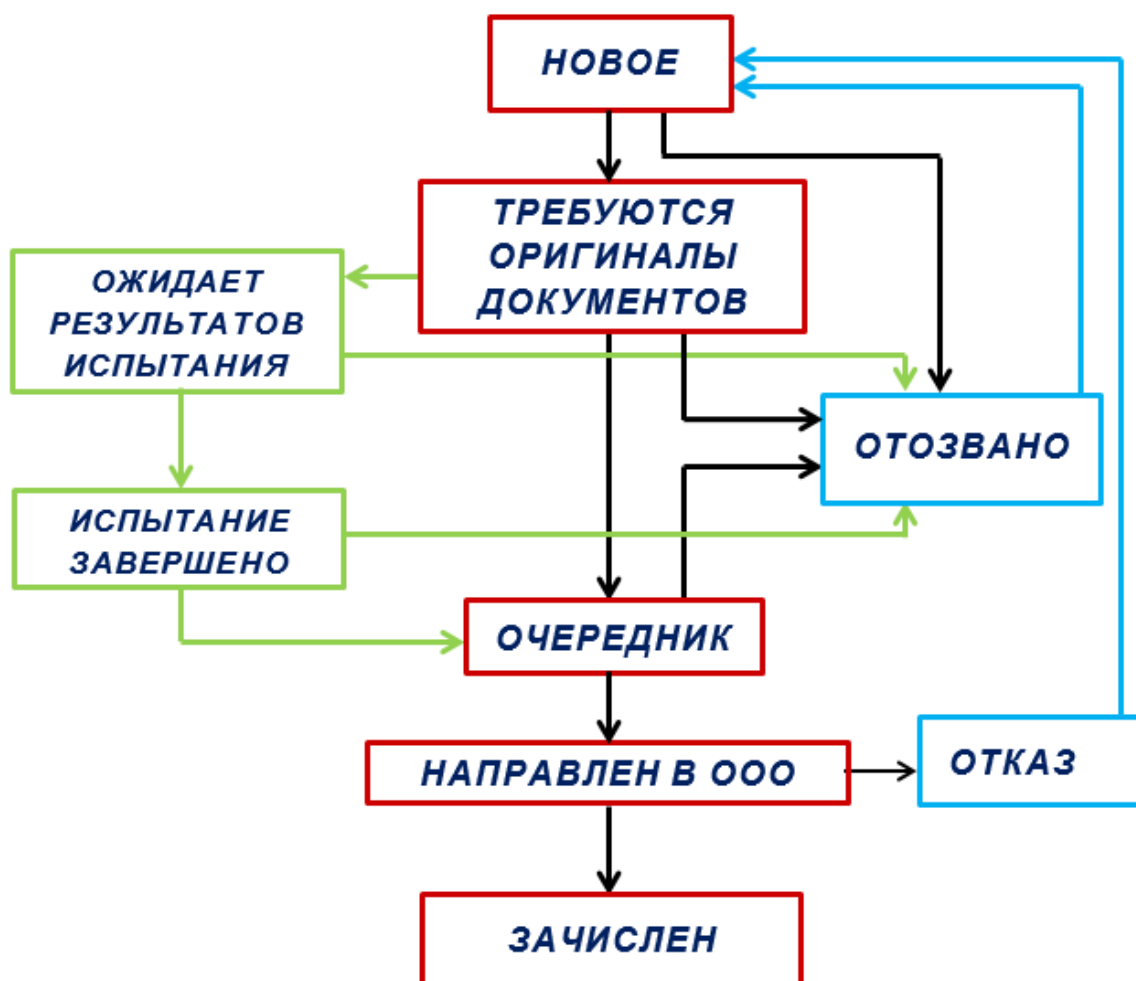 НОВОЕ
ТРЕБУЮТСЯ
ОРИГИНАЛЫ
ДОКУМЕНТОВ
ОЖИДАЕТ
РЕЗУЛЬТАТОВ
ИСПЫТАНИЯ
ОТОЗВАНО
ИСПЫТАНИЕ
ЗАВЕРШЕНО
ОЧЕРЕДНИК
НАПРАВЛЕН В ООО
ОТКАЗ
ЗАЧИСЛЕН